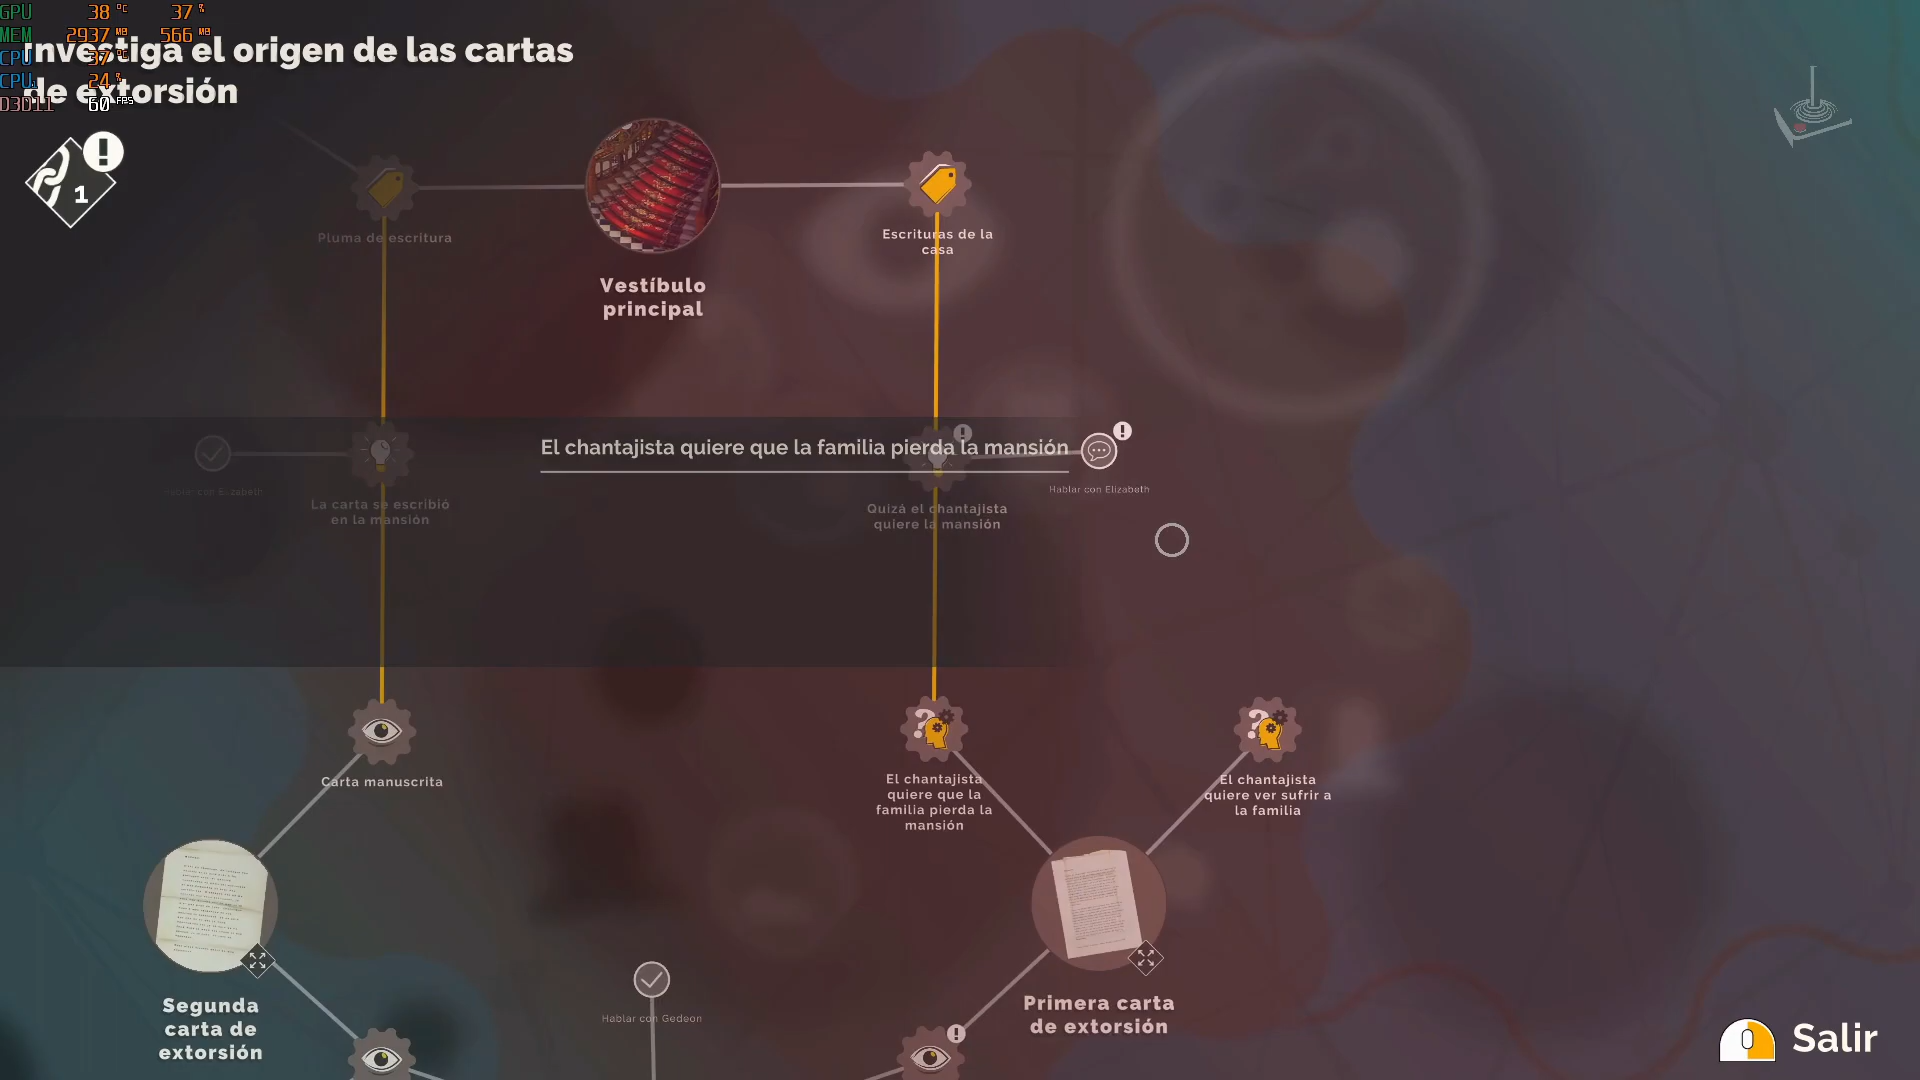 GPU 38 °C 37 %
MEM 2937 MB 566 MB
CPU 37 °C
CPU 24 %
D3D11 60 FPS
Investiga el origen de las cartas
de extorsión
1
Pluma de escritura
Vestíbulo
principal
Escrituras de la
casa
El chantajista quiere que la familia pierda la mansión
Hablar con Elizabeth
La carta se escribió
en la mansión
Quizá el chantajista
quiere la mansión
Hablar con Elizabeth
Carta manuscrita
El chantajista
quiere que la
familia pierda la
mansión
El chantajista
quiere ver sufrir a
la familia
Segunda
carta de
extorsión
Hablar con Gedeon
Primera carta
de extorsión
Salir